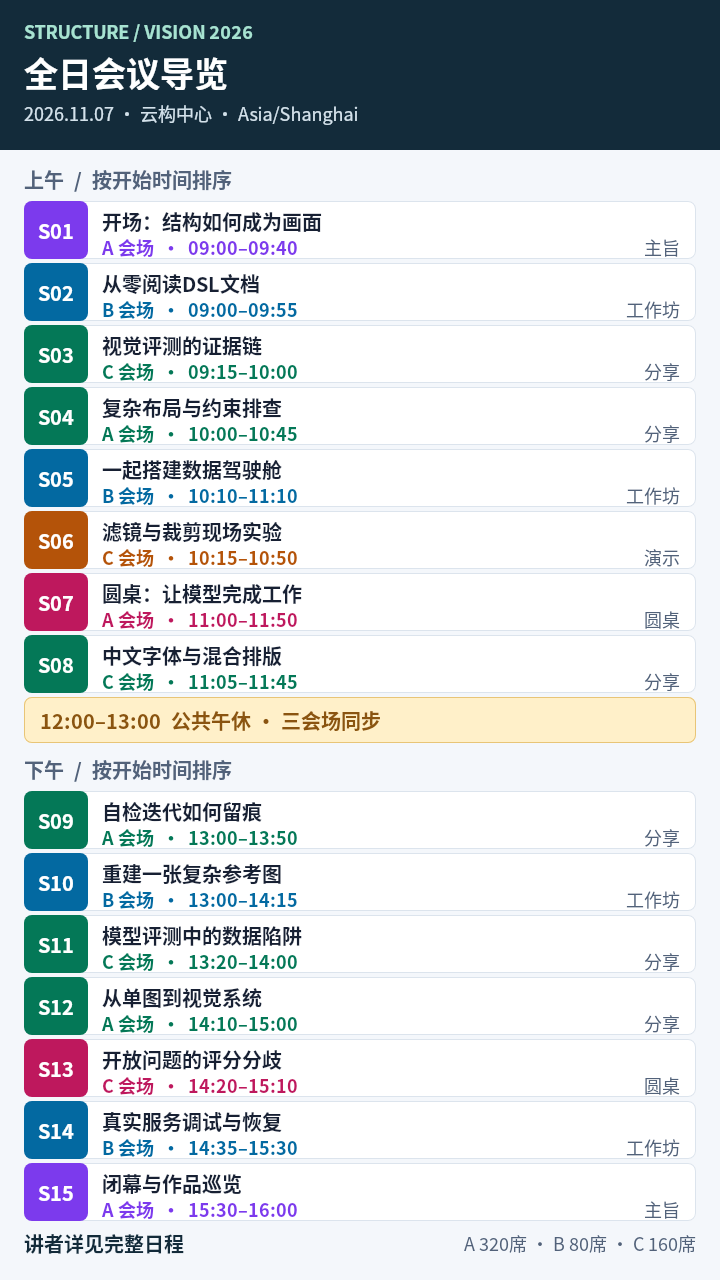 STRUCTURE / VISION 2026
全日会议导览
2026.11.07 • 云构中心 • Asia/Shanghai
上午 / 按开始时间排序
S01
开场：结构如何成为画面
A 会场 • 09:00–09:40
主旨
S02
从零阅读DSL文档
B 会场 • 09:00–09:55
工作坊
S03
视觉评测的证据链
C 会场 • 09:15–10:00
分享
S04
复杂布局与约束排查
A 会场 • 10:00–10:45
分享
S05
一起搭建数据驾驶舱
B 会场 • 10:10–11:10
工作坊
S06
滤镜与裁剪现场实验
C 会场 • 10:15–10:50
演示
S07
圆桌：让模型完成工作
A 会场 • 11:00–11:50
圆桌
S08
中文字体与混合排版
C 会场 • 11:05–11:45
分享
12:00–13:00 公共午休 • 三会场同步
下午 / 按开始时间排序
S09
自检迭代如何留痕
A 会场 • 13:00–13:50
分享
S10
重建一张复杂参考图
B 会场 • 13:00–14:15
工作坊
S11
模型评测中的数据陷阱
C 会场 • 13:20–14:00
分享
S12
从单图到视觉系统
A 会场 • 14:10–15:00
分享
S13
开放问题的评分分歧
C 会场 • 14:20–15:10
圆桌
S14
真实服务调试与恢复
B 会场 • 14:35–15:30
工作坊
S15
闭幕与作品巡览
A 会场 • 15:30–16:00
主旨
讲者详见完整日程
A 320席 • B 80席 • C 160席